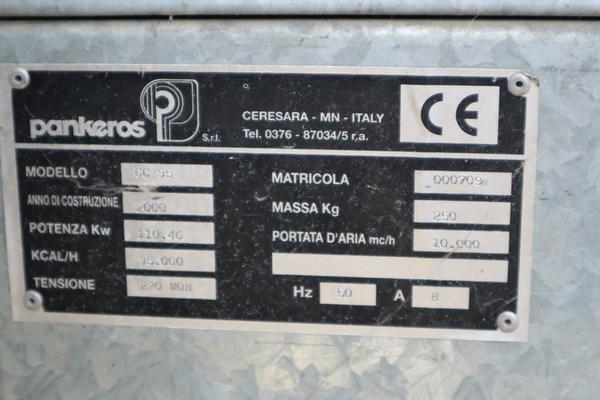 pankeros S.r.l.
CERESARA - MN - ITALY
Tel. 0376 - 87034/5 r.a.
CE
MODELLO GC 95
ANNO DI COSTRUZIONE 2000
POTENZA Kw 110.46
KCAL/H 95.000
TENSIONE 220 MON
MATRICOLA 000709w
MASSA Kg 250
PORTATA D'ARIA mc/h 10.000
Hz 50 A 8